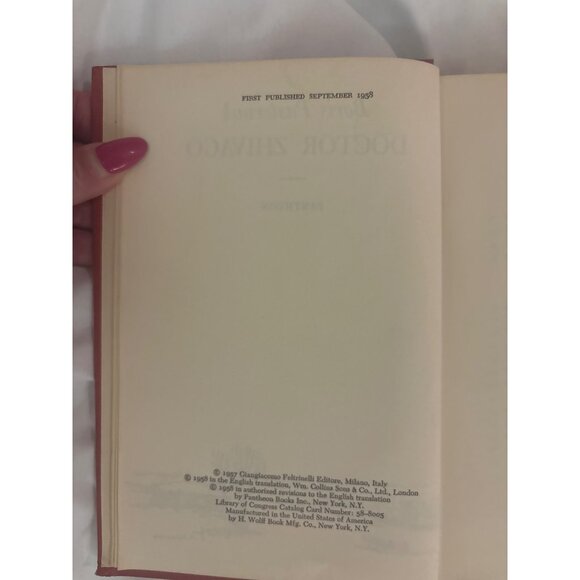 FIRST PUBLISHED SEPTEMBER 1958
DOCTOR ZHIVAGO
PANTHEON
© 1957 Giangiacomo Feltrinelli Editore, Milano, Italy
© 1958 in the English translation, Wm. Collins Sons & Co., Ltd., London
© 1958 in authorized revisions to the English translation
by Pantheon Books Inc., New York, N.Y.
Library of Congress Catalog Card Number: 58-8005
Manufactured in the United States of America
by H. Wolff Book Mfg. Co., New York, N.Y.